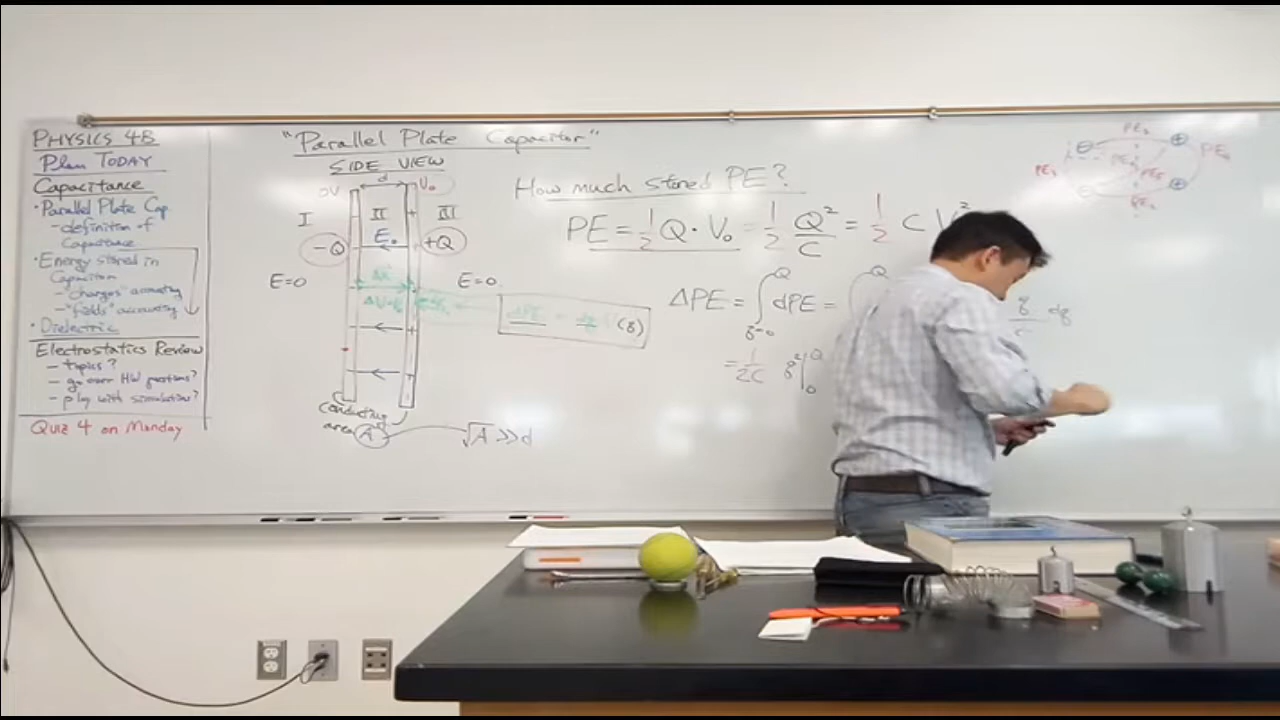 PHYSICS 4B
Plan TODAY
Capacitance
• Parallel Plate Cap
- definition of
Capacitance
• Energy stored in
Capacitor
- "charges" accounting
- "fields" accounting
• Dielectric
Electrostatics Review
- topics?
- go over HW questions?
- play with simulation?
Quiz 4 on Monday
"Parallel Plate Capacitor"
SIDE VIEW
d
0V V₀
I II III
-Q E₀ +Q
E=0 E=0
(q)
Conducting
area A √A >> d
How much stored PE?
PE = 1/2 Q · V₀ = 1/2 Q²/C = 1/2 C V²
ΔPE = ∫ q=0 Q dPE = Q q/c dq
= 1/2C q² | Q 0